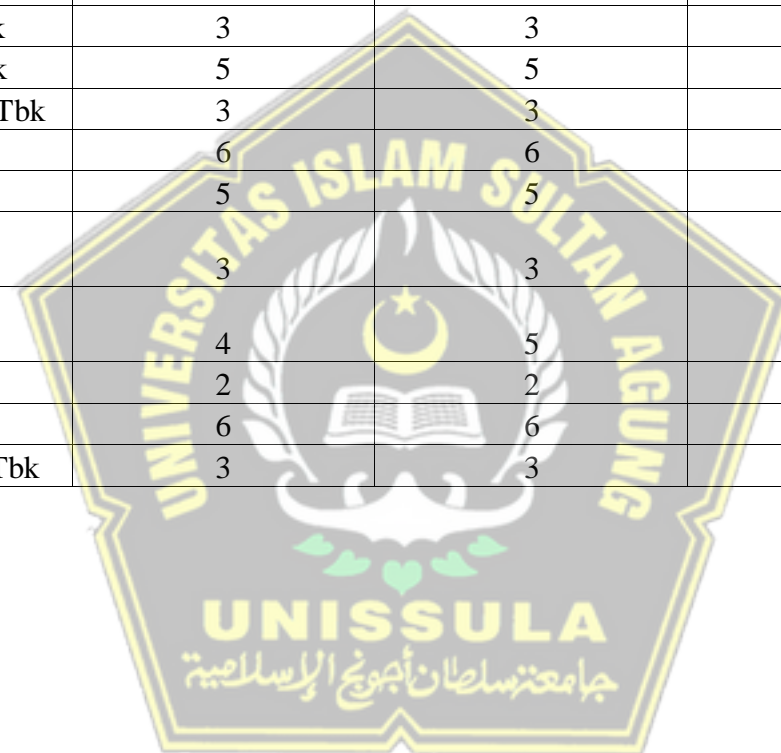 k 3 3
k 5 5
Tbk 3 3
6 6
5 5
3 3
4 5
2 2
6 6
Tbk 3 3
UNIVERSITAS ISLAM SULTAN AGUNG
UNISSULA
جامعة سلطان أجونج الإسلامية